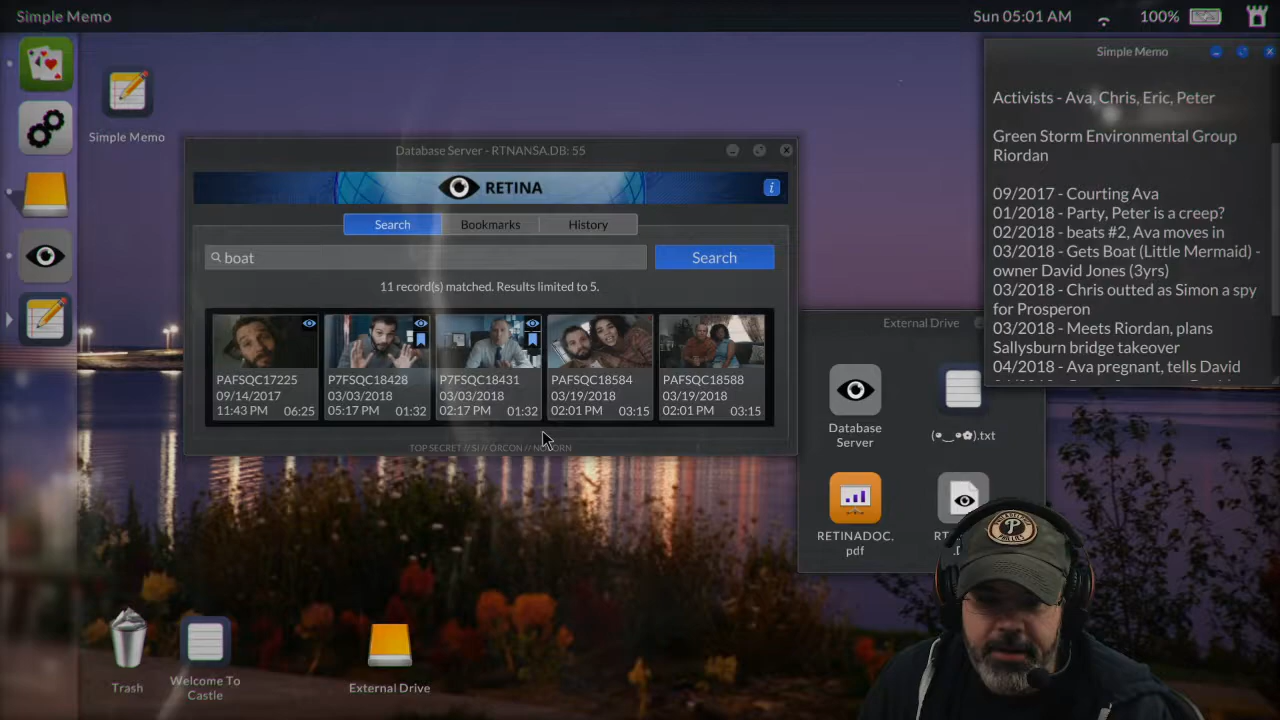 Simple Memo
Sun 05:01 AM
100%
Simple Memo
Simple Memo
Activists - Ava, Chris, Eric, Peter
Green Storm Environmental Group
Riordan
09/2017 - Courting Ava
01/2018 - Party, Peter is a creep?
02/2018 - beats #2, Ava moves in
03/2018 - Gets Boat (Little Mermaid) -
owner David Jones (3yrs)
03/2018 - Chris outted as Simon a spy
for Prosperon
03/2018 - Meets Riordan, plans
Sallysburn bridge takeover
04/2018 - Ava pregnant, tells David
Database Server - RTNANSA.DB: 55
RETINA
i
Search
Bookmarks
History
boat
Search
11 record(s) matched. Results limited to 5.
PAFSQC17225
09/14/2017
11:43 PM 06:25
P7FSQC18428
03/03/2018
05:17 PM 01:32
P7FSQC18431
03/03/2018
02:17 PM 01:32
PAFSQC18584
03/19/2018
02:01 PM 03:15
PAFSQC18588
03/19/2018
02:01 PM 03:15
TOP SECRET // SI // ORCON // NOFORN
External Drive
Database
Server
(•‿•✿).txt
RETINADOC.
pdf
Trash
Welcome To
Castle
External Drive
PHILADELPHIA
P
PHILLIES